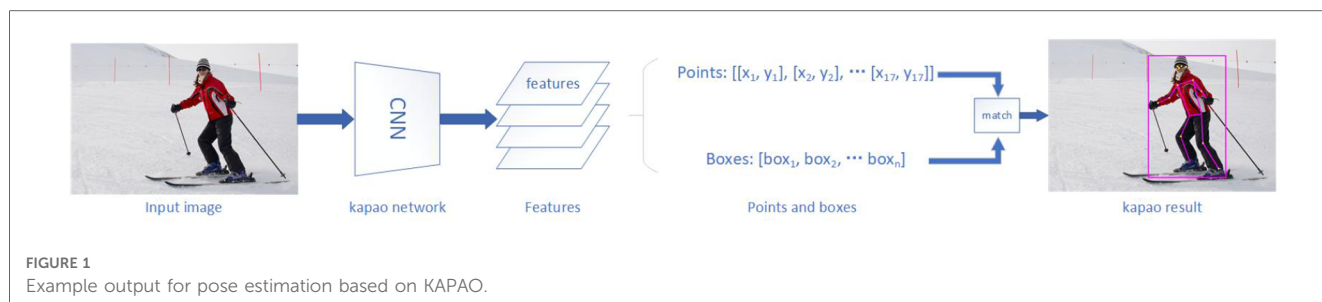 CNN
features
Points: [[x₁, y₁], [x₂, y₂], ··· [x₁₇, y₁₇]]
match
Boxes: [box₁, box₂, ··· boxₙ]
Input image
kapao network
Features
Points and boxes
kapao result
FIGURE 1
Example output for pose estimation based on KAPAO.